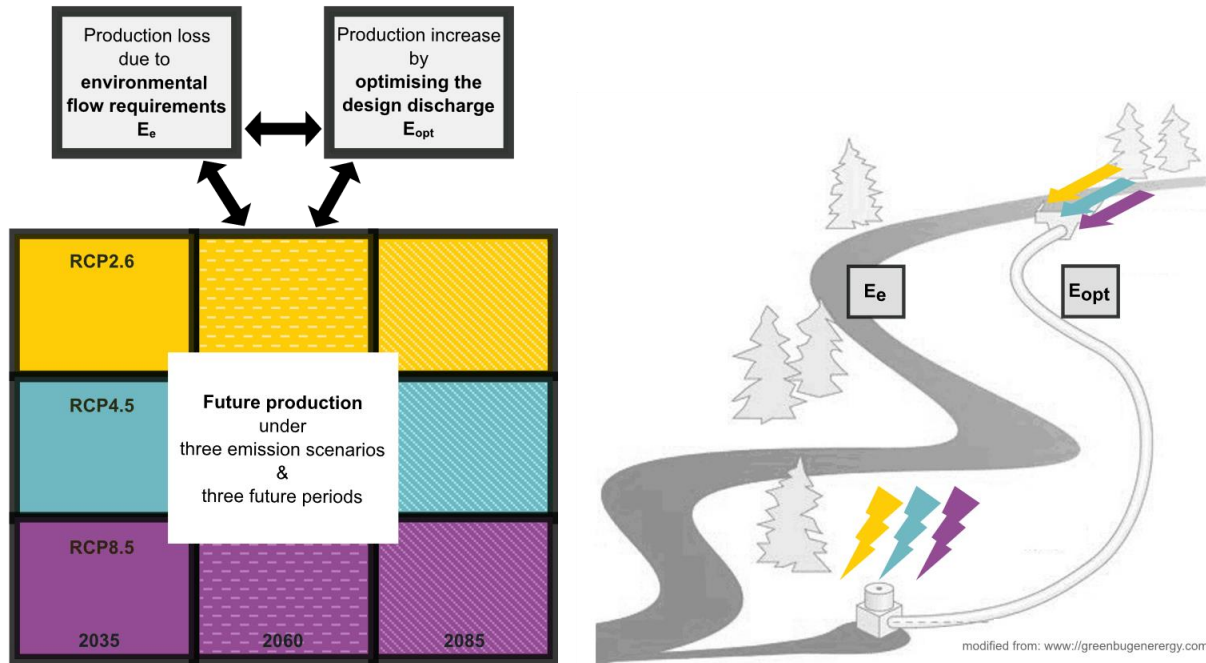 Production loss
due to
environmental
flow requirements
Ee
Production increase
by
optimising the
design discharge
Eopt
RCP2.6
RCP4.5
RCP8.5
Future production
under
three emission scenarios
&
three future periods
2035
2060
2085
Ee
Eopt
modified from: www://greenbugenerergy.com